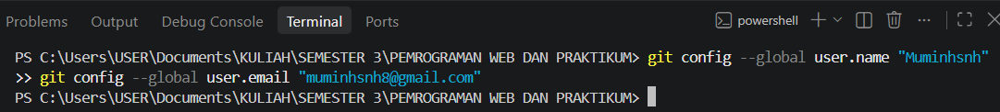 Problems Output Debug Console Terminal Ports powershell
PS C:\Users\USER\Documents\KULIAH\SEMESTER 3\PEMROGRAMAN WEB DAN PRAKTIKUM> git config --global user.name "Muminhsnh"
>> git config --global user.email "muminhsnh8@gmail.com"
PS C:\Users\USER\Documents\KULIAH\SEMESTER 3\PEMROGRAMAN WEB DAN PRAKTIKUM>